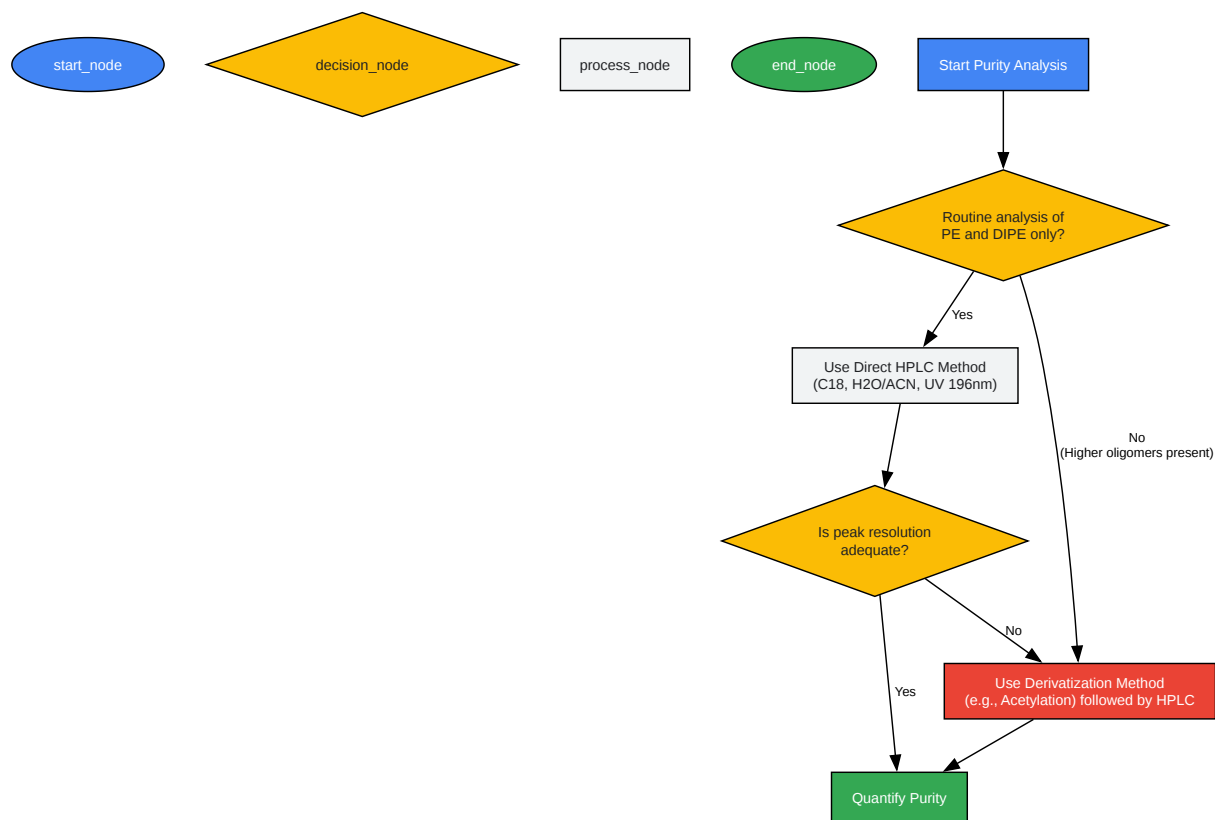 start_node
decision_node
process_node
end_node
Start Purity Analysis
Routine analysis of
PE and DIPE only?
Yes
Use Direct HPLC Method
(C18, H2O/ACN, UV 196nm)
No
(Higher oligomers present)
Is peak resolution
adequate?
No
Use Derivatization Method
(e.g., Acetylation) followed by HPLC
Yes
Quantify Purity